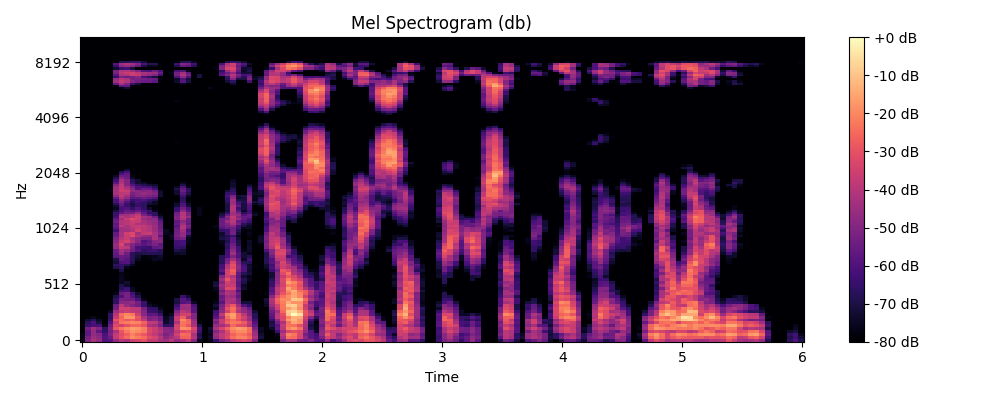 Mel Spectrogram (db)
8192
4096
2048
1024
512
0
Hz
0 1 2 3 4 5 6
Time
+0 dB
-10 dB
-20 dB
-30 dB
-40 dB
-50 dB
-60 dB
-70 dB
-80 dB